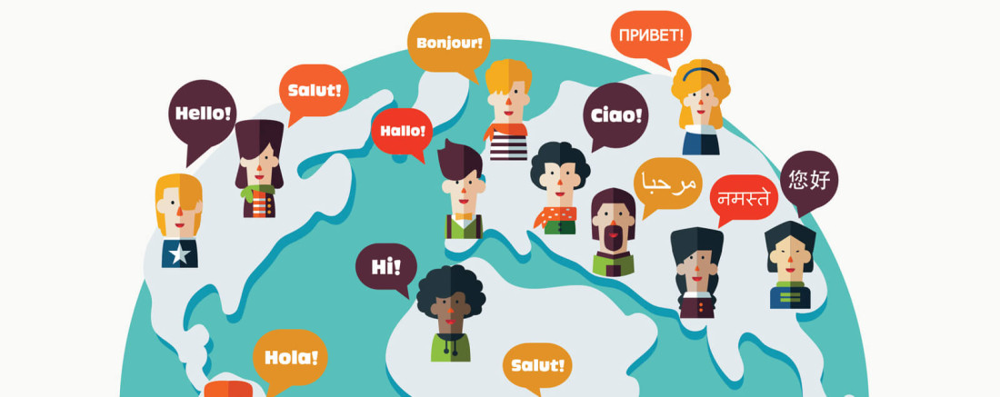 Bonjour!
ПРИВЕТ!
Salut!
Hello!
Hallo!
Ciao!
مرحبا
नमस्ते
您好
Hi!
Hola!
Salut!